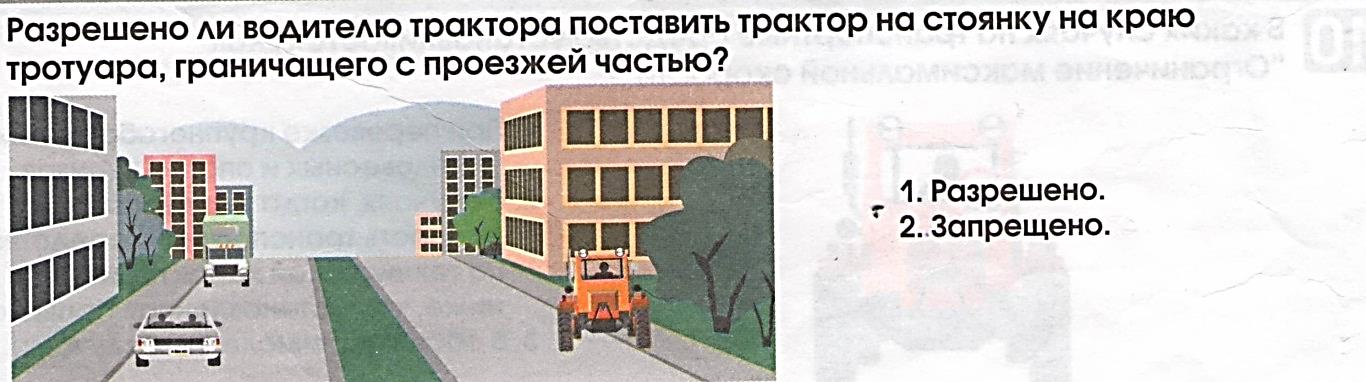 Разрешено ли водителю трактора поставить трактор на стоянку на краю
тротуара, граничащего с проезжей частью?
1. Разрешено.
2..Запрещено.